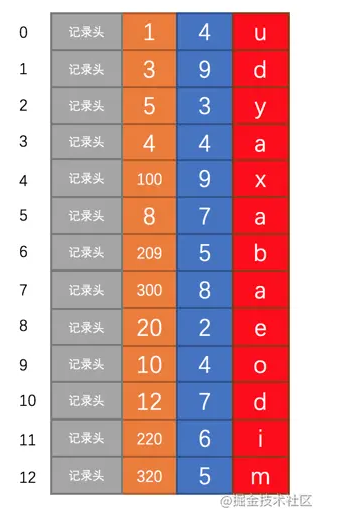 0 记录头 1 4 u
1 记录头 3 9 d
2 记录头 5 3 y
3 记录头 4 4 a
4 记录头 100 9 x
5 记录头 8 7 a
6 记录头 209 5 b
7 记录头 300 8 a
8 记录头 20 2 e
9 记录头 10 4 o
10 记录头 12 7 d
11 记录头 220 6 i
12 记录头 320 5 m
@掘金技术社区